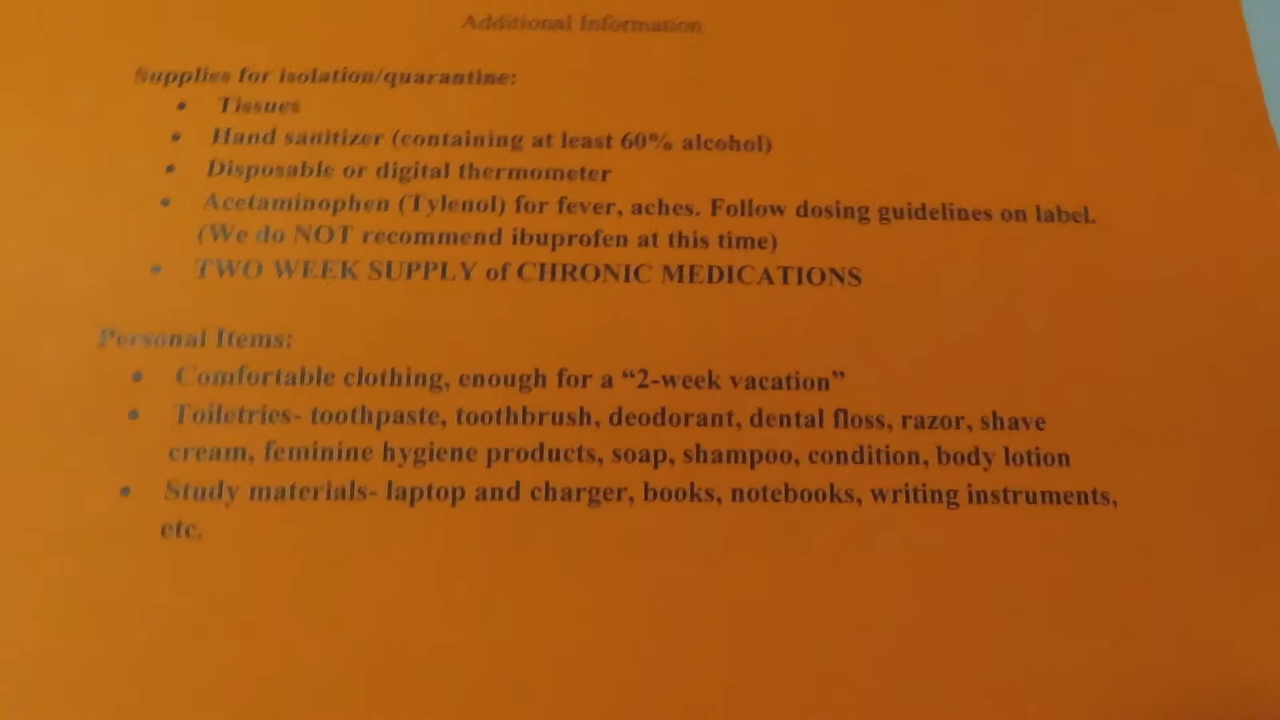 Additional Information
Supplies for isolation/quarantine:
• Tissues
• Hand sanitizer (containing at least 60% alcohol)
• Disposable or digital thermometer
• Acetaminophen (Tylenol) for fever, aches. Follow dosing guidelines on label.
(We do NOT recommend ibuprofen at this time)
• TWO WEEK SUPPLY of CHRONIC MEDICATIONS
Personal Items:
• Comfortable clothing, enough for a “2-week vacation”
• Toiletries- toothpaste, toothbrush, deodorant, dental floss, razor, shave
cream, feminine hygiene products, soap, shampoo, condition, body lotion
• Study materials- laptop and charger, books, notebooks, writing instruments,
etc.